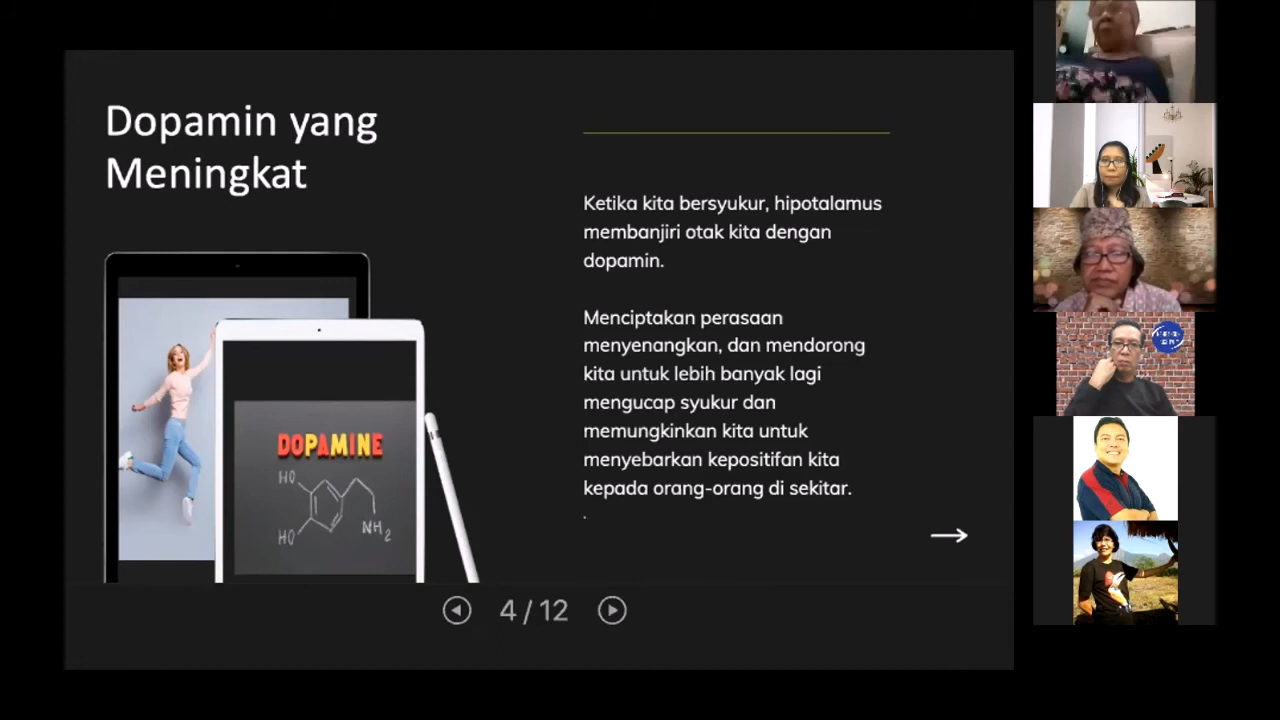 Dopamin yang
Meningkat
Ketika kita bersyukur, hipotalamus
membanjiri otak kita dengan
dopamin.
Menciptakan perasaan
menyenangkan, dan mendorong
kita untuk lebih banyak lagi
mengucap syukur dan
memungkinkan kita untuk
menyebarkan kepositifan kita
kepada orang-orang di sekitar.
.
DOPAMINE
HO
HO
NH2
4 / 12